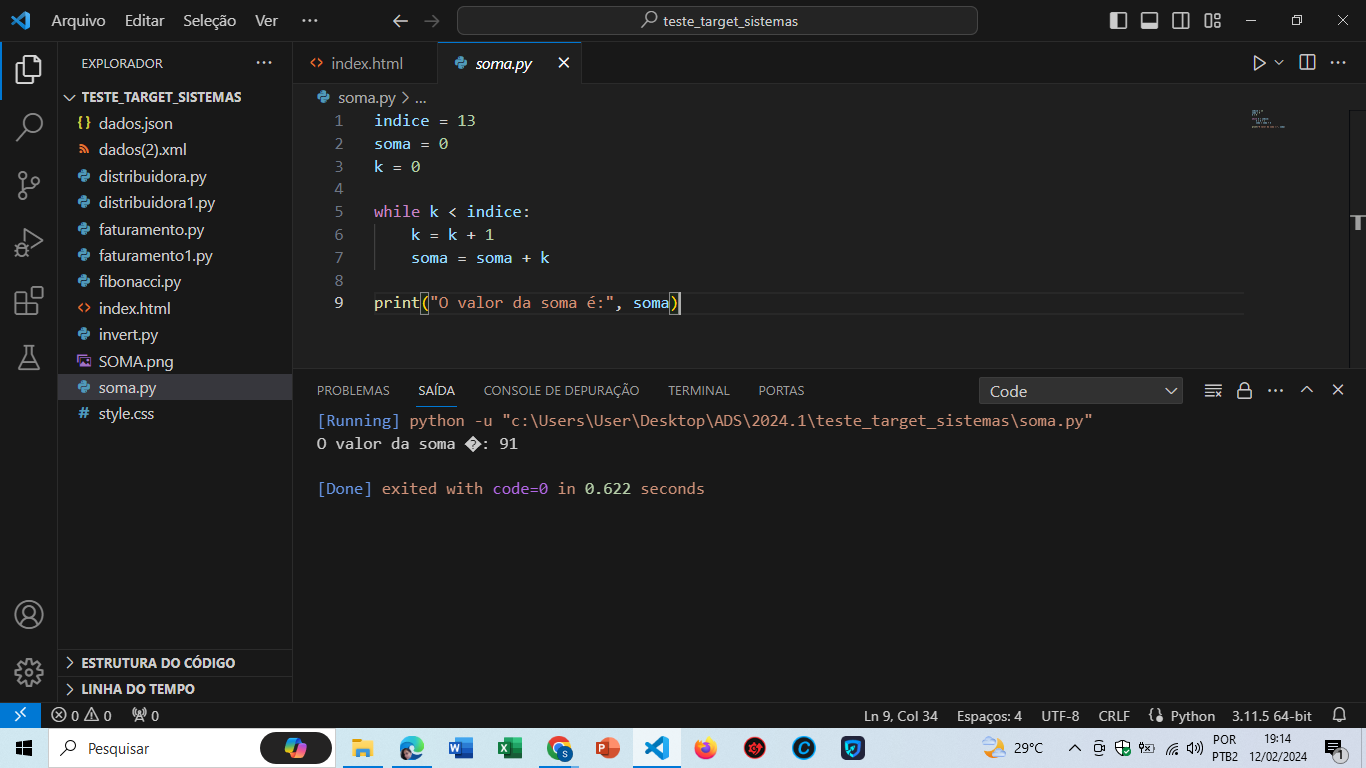 Arquivo Editar Seleção Ver ··· teste_target_sistemas
EXPLORADOR ···
TESTE_TARGET_SISTEMAS
dados.json
dados(2).xml
distribuidora.py
distribuidora1.py
faturamento.py
faturamento1.py
fibonacci.py
index.html
invert.py
SOMA.png
soma.py
style.css
ESTRUTURA DO CÓDIGO
LINHA DO TEMPO
index.html soma.py
soma.py > ...
1 indice = 13
2 soma = 0
3 k = 0
4
5 while k < indice:
6 k = k + 1
7 soma = soma + k
8
9 print("O valor da soma é:", soma)
PROBLEMAS SAÍDA CONSOLE DE DEPURAÇÃO TERMINAL PORTAS Code
[Running] python -u "c:\Users\User\Desktop\ADS\2024.1\teste_target_sistemas\soma.py"
O valor da soma �: 91
[Done] exited with code=0 in 0.622 seconds
0 0 0 Ln 9, Col 34 Espaços: 4 UTF-8 CRLF Python 3.11.5 64-bit
Pesquisar 29°C POR 19:14
PTB2 12/02/2024 1